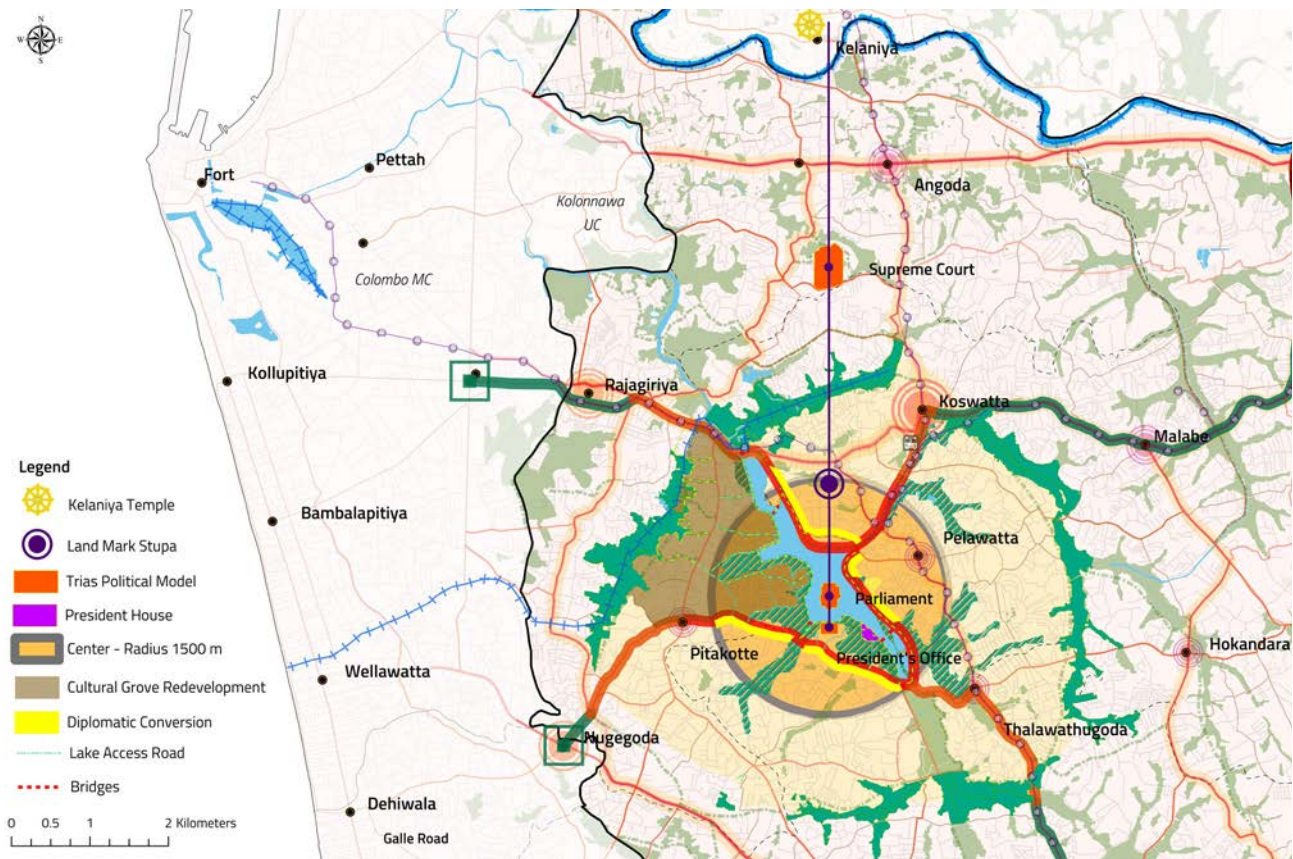 N
W E
S
Kelaniya
Pettah
Fort
Angoda
Kolonnawa
UC
Supreme Court
Colombo MC
Kollupitiya
Rajagiriya
Koswatta
Malabe
Legend
Kelaniya Temple
Bambalapitiya
Land Mark Stupa
Pelawatta
Trias Political Model
Parliament
President House
Hokandara
Center - Radius 1500 m
Pitakotte
President's Office
Wellawatta
Cultural Grove Redevelopment
Diplomatic Conversion
Thalawathugoda
Nugegoda
Lake Access Road
Bridges
Dehiwala
0 0.5 1 2 Kilometers
Galle Road